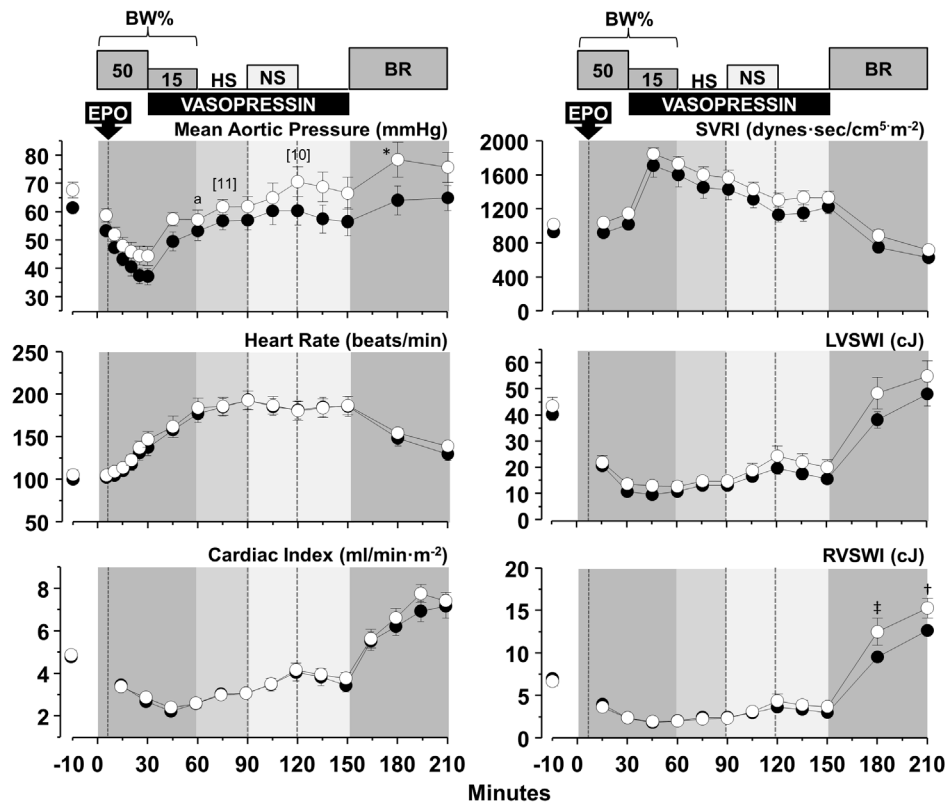 BW%
50
15
HS
NS
BR
EPO
VASOPRESSIN
Mean Aortic Pressure (mmHg)
80
70
60
50
40
30
a
[11]
[10]
*
Heart Rate (beats/min)
250
200
150
100
50
Cardiac Index (ml/min·m-2)
8
6
4
2
-10 0 30 60 90 120 150 180 210
BW%
50
15
HS
NS
BR
EPO
VASOPRESSIN
SVRI (dynes·sec/cm5·m-2)
2000
1600
1200
800
400
0
LVSWI (cJ)
60
50
40
30
20
10
0
RVSWI (cJ)
20
15
10
5
0
‡
†
-10 0 30 60 90 120 150 180 210
Minutes